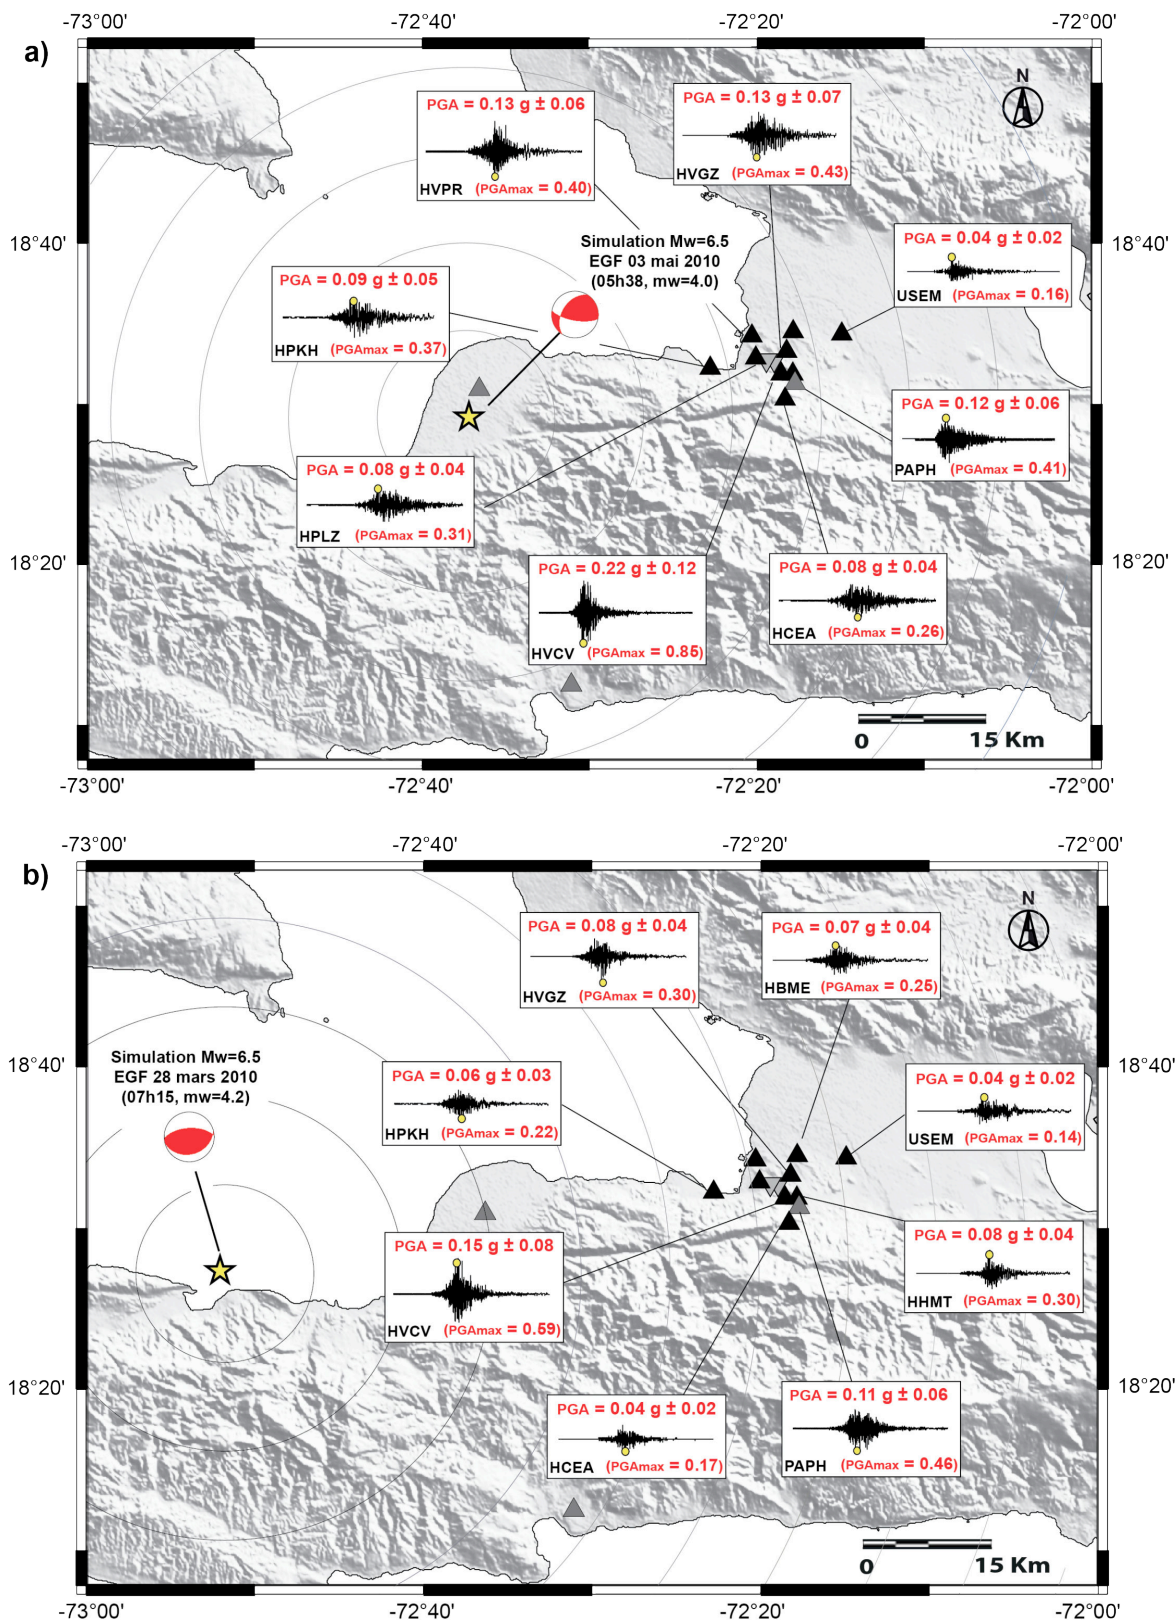 -73°00'
-72°40'
-72°20'
-72°00'
a)
N
PGA = 0.13 g ± 0.06
HVPR (PGAmax = 0.40)
PGA = 0.13 g ± 0.07
HVGZ (PGAmax = 0.43)
18°40'
18°40'
Simulation Mw=6.5
EGF 03 mai 2010
(05h38, mw=4.0)
PGA = 0.04 g ± 0.02
USEM (PGAmax = 0.16)
PGA = 0.09 g ± 0.05
HPKH (PGAmax = 0.37)
PGA = 0.12 g ± 0.06
PAPH (PGAmax = 0.41)
PGA = 0.08 g ± 0.04
HPLZ (PGAmax = 0.31)
18°20'
18°20'
PGA = 0.22 g ± 0.12
HVCV (PGAmax = 0.85)
PGA = 0.08 g ± 0.04
HCEA (PGAmax = 0.26)
0 15 Km
-73°00'
-72°40'
-72°20'
-72°00'
-73°00'
-72°40'
-72°20'
-72°00'
b)
N
PGA = 0.08 g ± 0.04
HVGZ (PGAmax = 0.30)
PGA = 0.07 g ± 0.04
HBME (PGAmax = 0.25)
18°40'
18°40'
Simulation Mw=6.5
EGF 28 mars 2010
(07h15, mw=4.2)
PGA = 0.06 g ± 0.03
HPKH (PGAmax = 0.22)
PGA = 0.04 g ± 0.02
USEM (PGAmax = 0.14)
PGA = 0.15 g ± 0.08
HVCV (PGAmax = 0.59)
PGA = 0.08 g ± 0.04
HHMT (PGAmax = 0.30)
18°20'
18°20'
PGA = 0.04 g ± 0.02
HCEA (PGAmax = 0.17)
PGA = 0.11 g ± 0.06
PAPH (PGAmax = 0.46)
0 15 Km
-73°00'
-72°40'
-72°20'
-72°00'